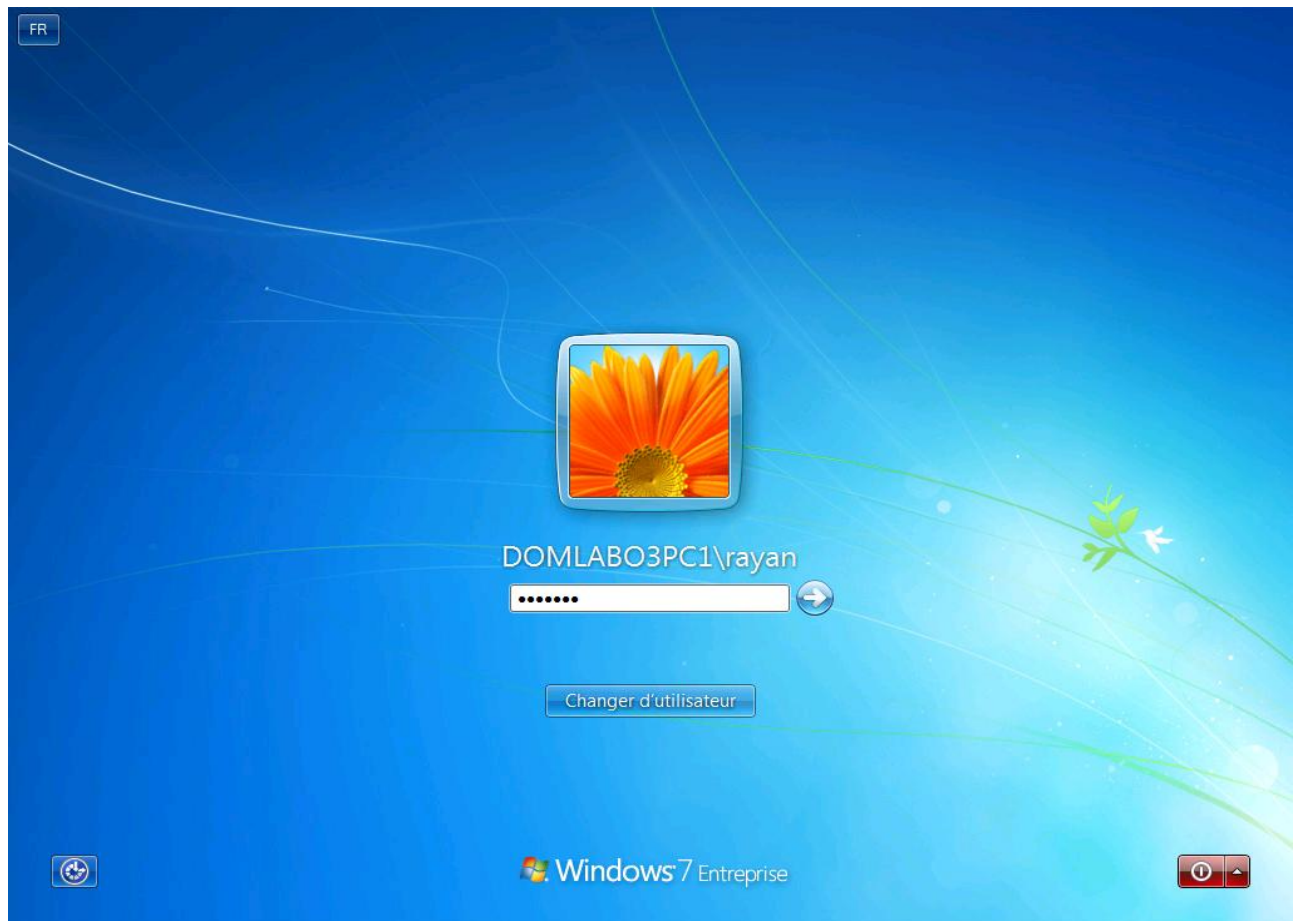 FR
DOMLABO3PC1\rayan
•••••••
Changer d'utilisateur
Windows 7 Entreprise